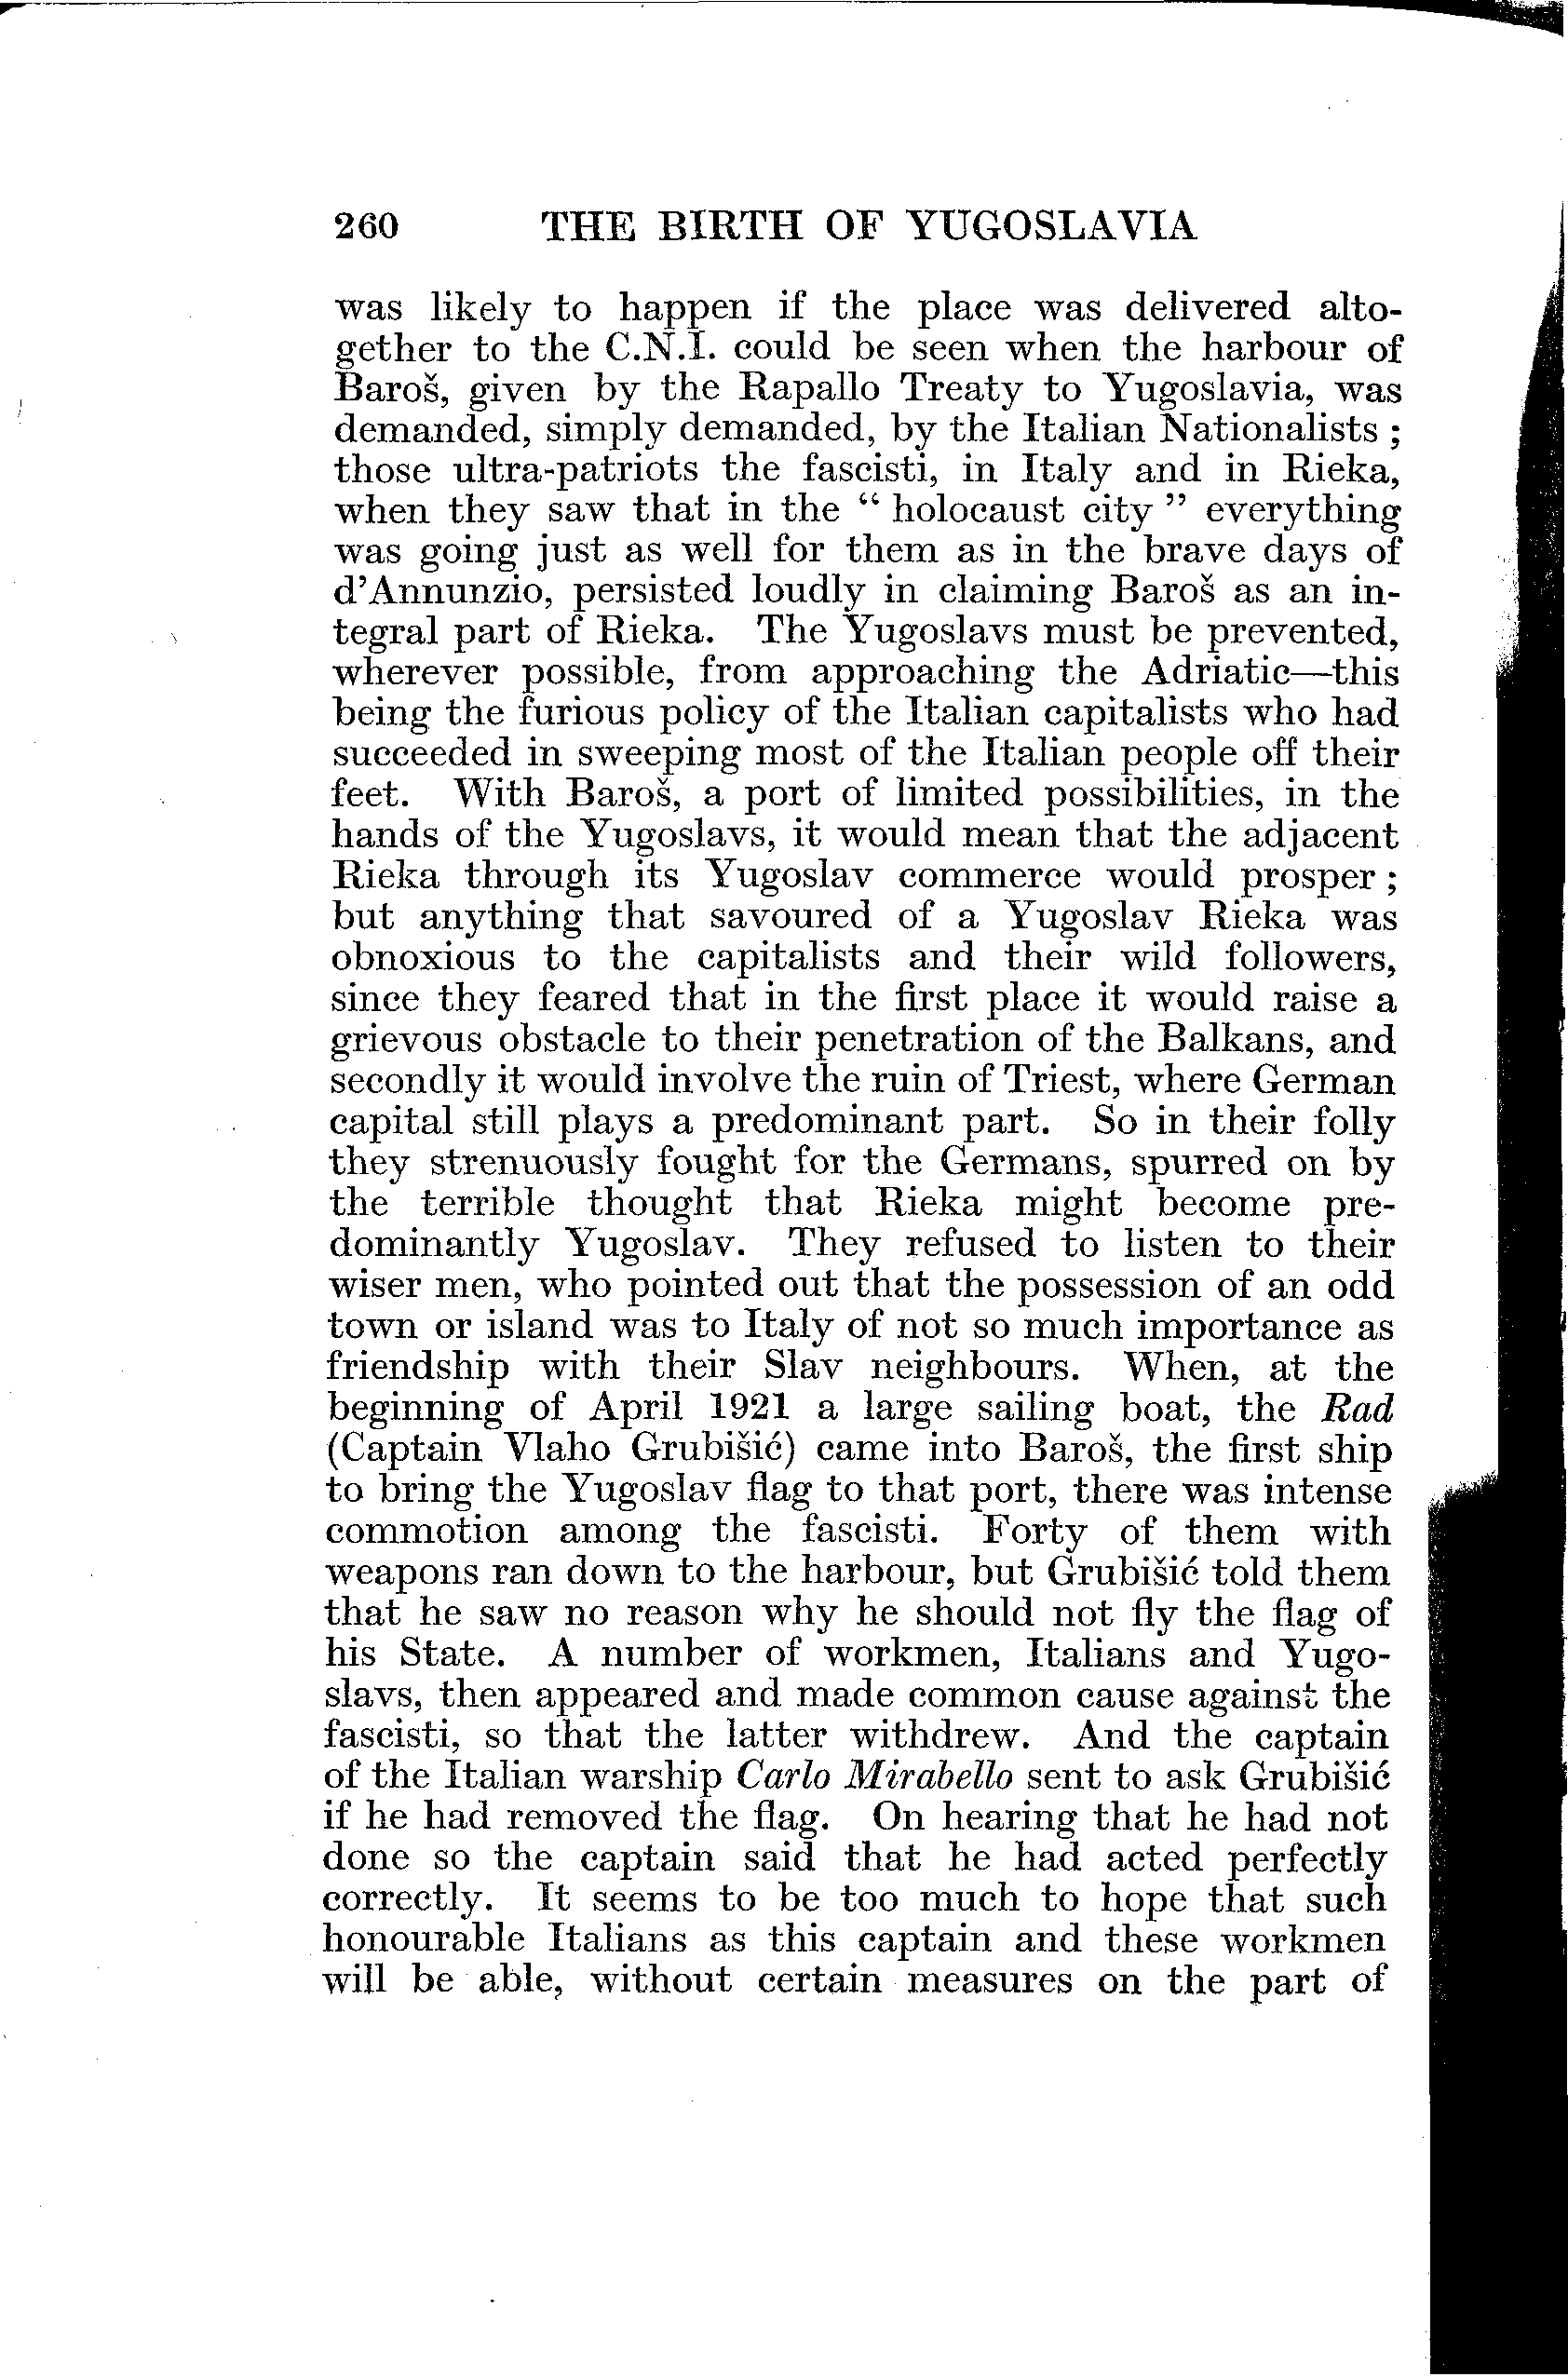 260 THE BIRTH OF YUGOSLAVIA
was likely to happen if the place was delivered alto-
gether to the C.N.I. could be seen when the harbour of
Baroš, given by the Rapallo Treaty to Yugoslavia, was
demanded, simply demanded, by the Italian Nationalists ;
those ultra-patriots the fascisti, in Italy and in Rieka,
when they saw that in the “ holocaust city ” everything
was going just as well for them as in the brave days of
d’Annunzio, persisted loudly in claiming Baroš as an in-
tegral part of Rieka. The Yugoslavs must be prevented,
wherever possible, from approaching the Adriatic—this
being the furious policy of the Italian capitalists who had
succeeded in sweeping most of the Italian people off their
feet. With Baroš, a port of limited possibilities, in the
hands of the Yugoslavs, it would mean that the adjacent
Rieka through its Yugoslav commerce would prosper ;
but anything that savoured of a Yugoslav Rieka was
obnoxious to the capitalists and their wild followers,
since they feared that in the first place it would raise a
grievous obstacle to their penetration of the Balkans, and
secondly it would involve the ruin of Triest, where German
capital still plays a predominant part. So in their folly
they strenuously fought for the Germans, spurred on by
the terrible thought that Rieka might become pre-
dominantly Yugoslav. They refused to listen to their
wiser men, who pointed out that the possession of an odd
town or island was to Italy of not so much importance as
friendship with their Slav neighbours. When, at the
beginning of April 1921 a large sailing boat, the Rad
(Captain Vlaho Grubišić) came into Baroš, the first ship
to bring the Yugoslav flag to that port, there was intense
commotion among the fascisti. Forty of them with
weapons ran down to the harbour, but Grubišić told them
that he saw no reason why he should not fly the flag of
his State. A number of workmen, Italians and Yugo-
slavs, then appeared and made common cause against the
fascisti, so that the latter withdrew. And the captain
of the Italian warship Carlo Mirabello sent to ask Grubišić
if he had removed the flag. On hearing that he had not
done so the captain said that he had acted perfectly
correctly. It seems to be too much to hope that such
honourable Italians as this captain and these workmen
will be able, without certain measures on the part of